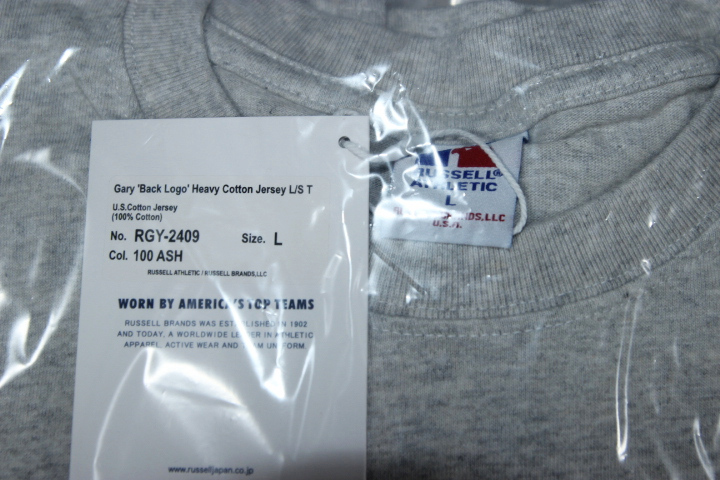 Gary 'Back Logo' Heavy Cotton Jersey L/S T
U.S.Cotton Jersey
(100% Cotton)
No. RGY-2409 Size. L
Col. 100 ASH
RUSSELL ATHLETIC / RUSSELL BRANDS,LLC
WORN BY AMERICA'S TOP TEAMS
RUSSELL BRANDS WAS ESTABLISHED IN 1902
AND TODAY, A WORLDWIDE LEADER IN ATHLETIC
APPAREL, ACTIVE WEAR AND TEAM UNIFORM.
www.russelljapan.co.jp
RUSSELL®
ATHLETIC
L
LLC